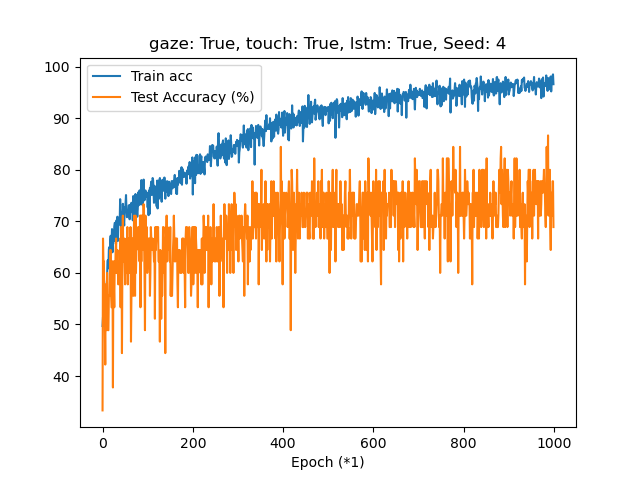 gaze: True, touch: True, lstm: True, Seed: 4
Train acc
Test Accuracy (%)
100
90
80
70
60
50
40
0 200 400 600 800 1000
Epoch (*1)